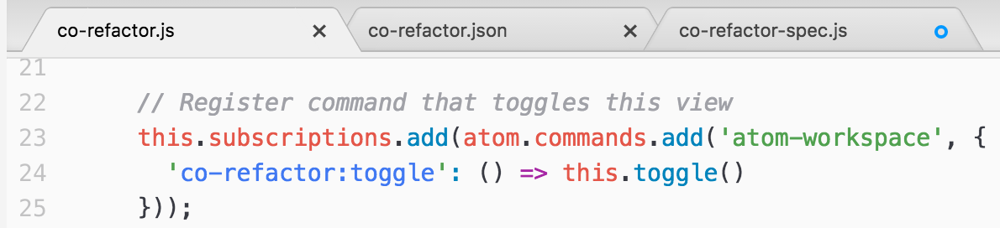 co-refactor.js
co-refactor.json
co-refactor-spec.js
21
22 // Register command that toggles this view
23 this.subscriptions.add(atom.commands.add('atom-workspace', {
24 'co-refactor:toggle': () => this.toggle()
25 }));